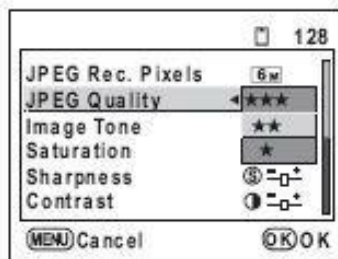 128
JPEG Rec. Pixels 6M
JPEG Quality ★★★
Image Tone ★★
Saturation ★
Sharpness S
Contrast
MENU Cancel OK OK